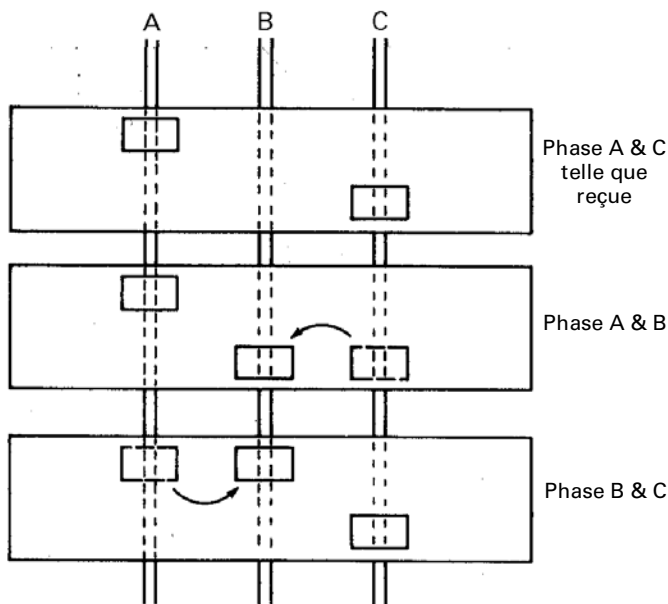 A B C
Phase A & C
telle que
reçue
Phase A & B
Phase B & C